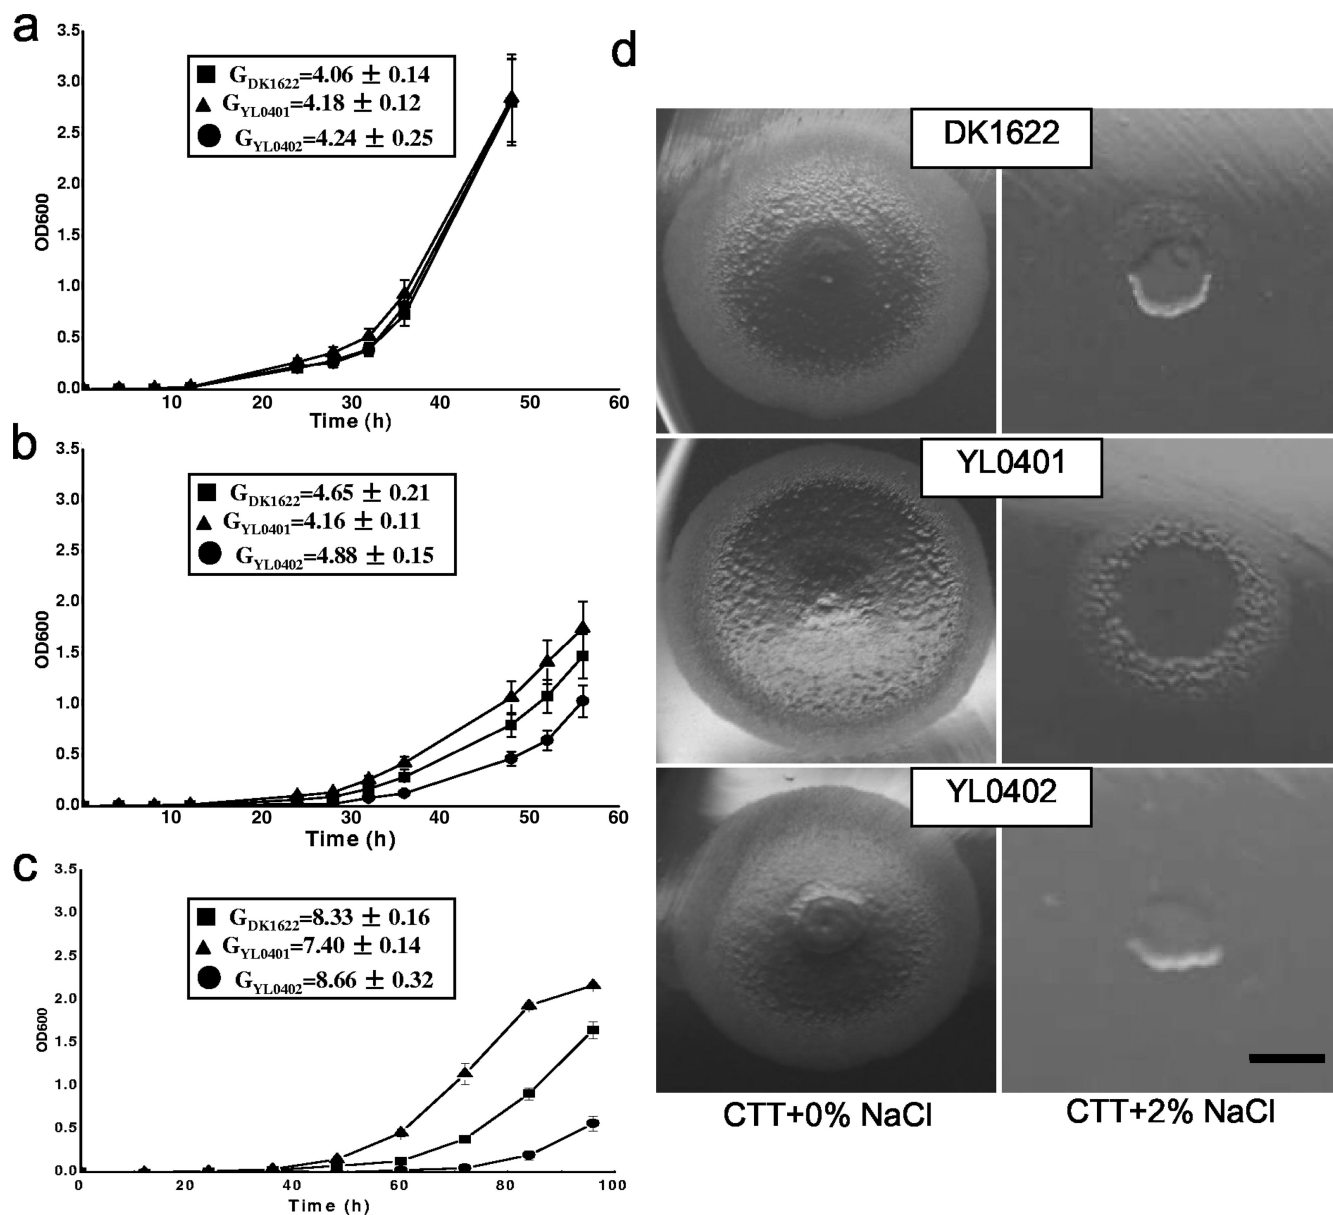 a
3.5
3.0
2.5
2.0
1.5
1.0
0.5
0.0
OD600
G_DK1622=4.06 ± 0.14
G_YL0401=4.18 ± 0.12
G_YL0402=4.24 ± 0.25
10 20 30 40 50 60
Time (h)
b
3.5
3.0
2.5
2.0
1.5
1.0
0.5
0.0
OD600
G_DK1622=4.65 ± 0.21
G_YL0401=4.16 ± 0.11
G_YL0402=4.88 ± 0.15
10 20 30 40 50 60
Time (h)
c
3.5
3.0
2.5
2.0
1.5
1.0
0.5
0.0
OD600
G_DK1622=8.33 ± 0.16
G_YL0401=7.40 ± 0.14
G_YL0402=8.66 ± 0.32
0 20 40 60 80 100
Time (h)
d
DK1622
YL0401
YL0402
CTT+0% NaCl
CTT+2% NaCl